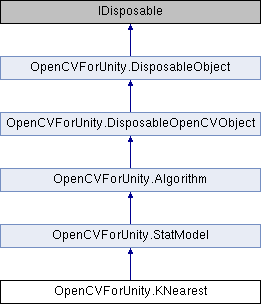 IDisposable
OpenCVForUnity.DisposableObject
OpenCVForUnity.DisposableOpenCVObject
OpenCVForUnity.Algorithm
OpenCVForUnity.StatModel
OpenCVForUnity.KNearest